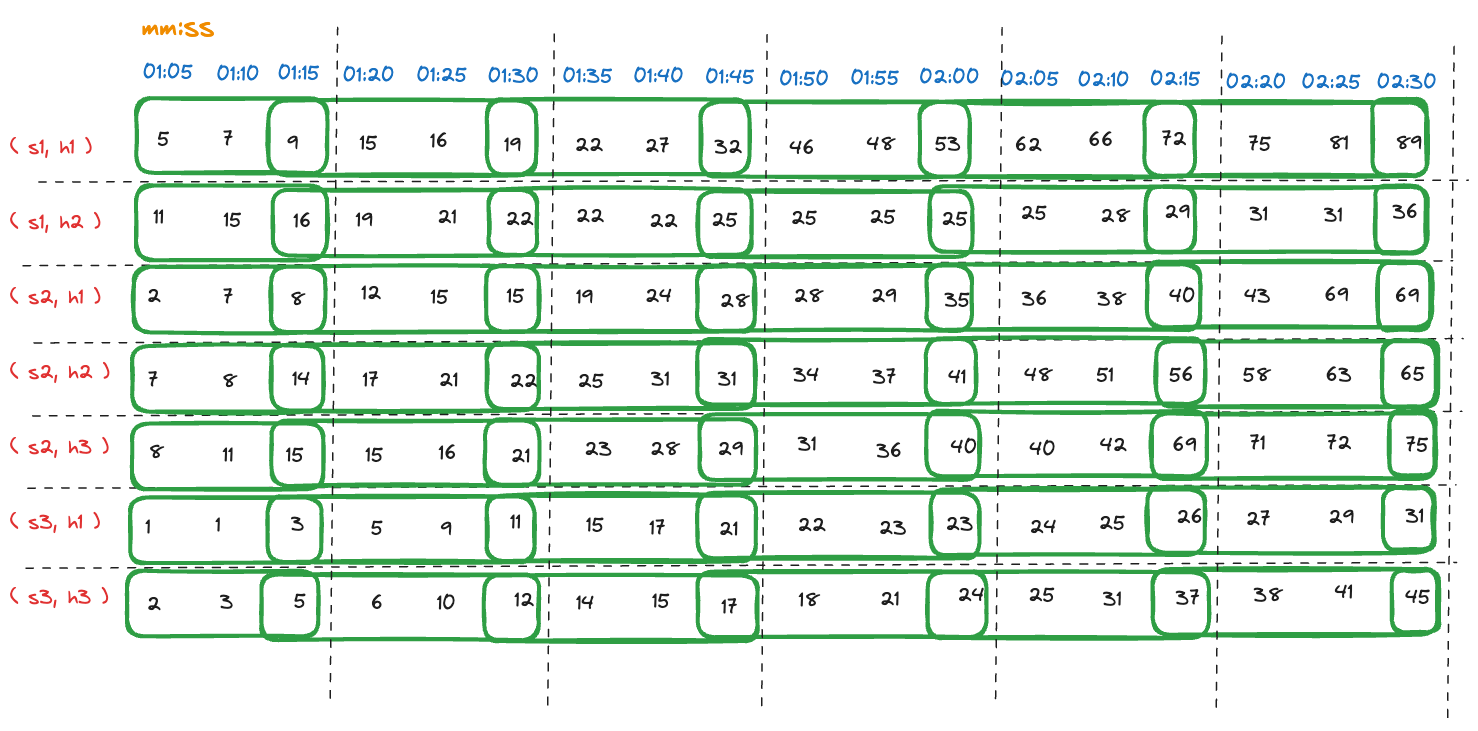 mm:SS
01:05 01:10 01:15 01:20 01:25 01:30 01:35 01:40 01:45 01:50 01:55 02:00 02:05 02:10 02:15 02:20 02:25 02:30
( s1, h1 ) 5 7 9 15 16 19 22 27 32 46 48 53 62 66 72 75 81 89
( s1, h2 ) 11 15 16 19 21 22 22 22 25 25 25 25 25 28 29 31 31 36
( s2, h1 ) 2 7 8 12 15 15 19 24 28 28 29 35 36 38 40 43 69 69
( s2, h2 ) 7 8 14 17 21 22 25 31 31 34 37 41 48 51 56 58 63 65
( s2, h3 ) 8 11 15 15 16 21 23 28 29 31 36 40 40 42 69 71 72 75
( s3, h1 ) 1 1 3 5 9 11 15 17 21 22 23 23 24 25 26 27 29 31
( s3, h3 ) 2 3 5 6 10 12 14 15 17 18 21 24 25 31 37 38 41 45